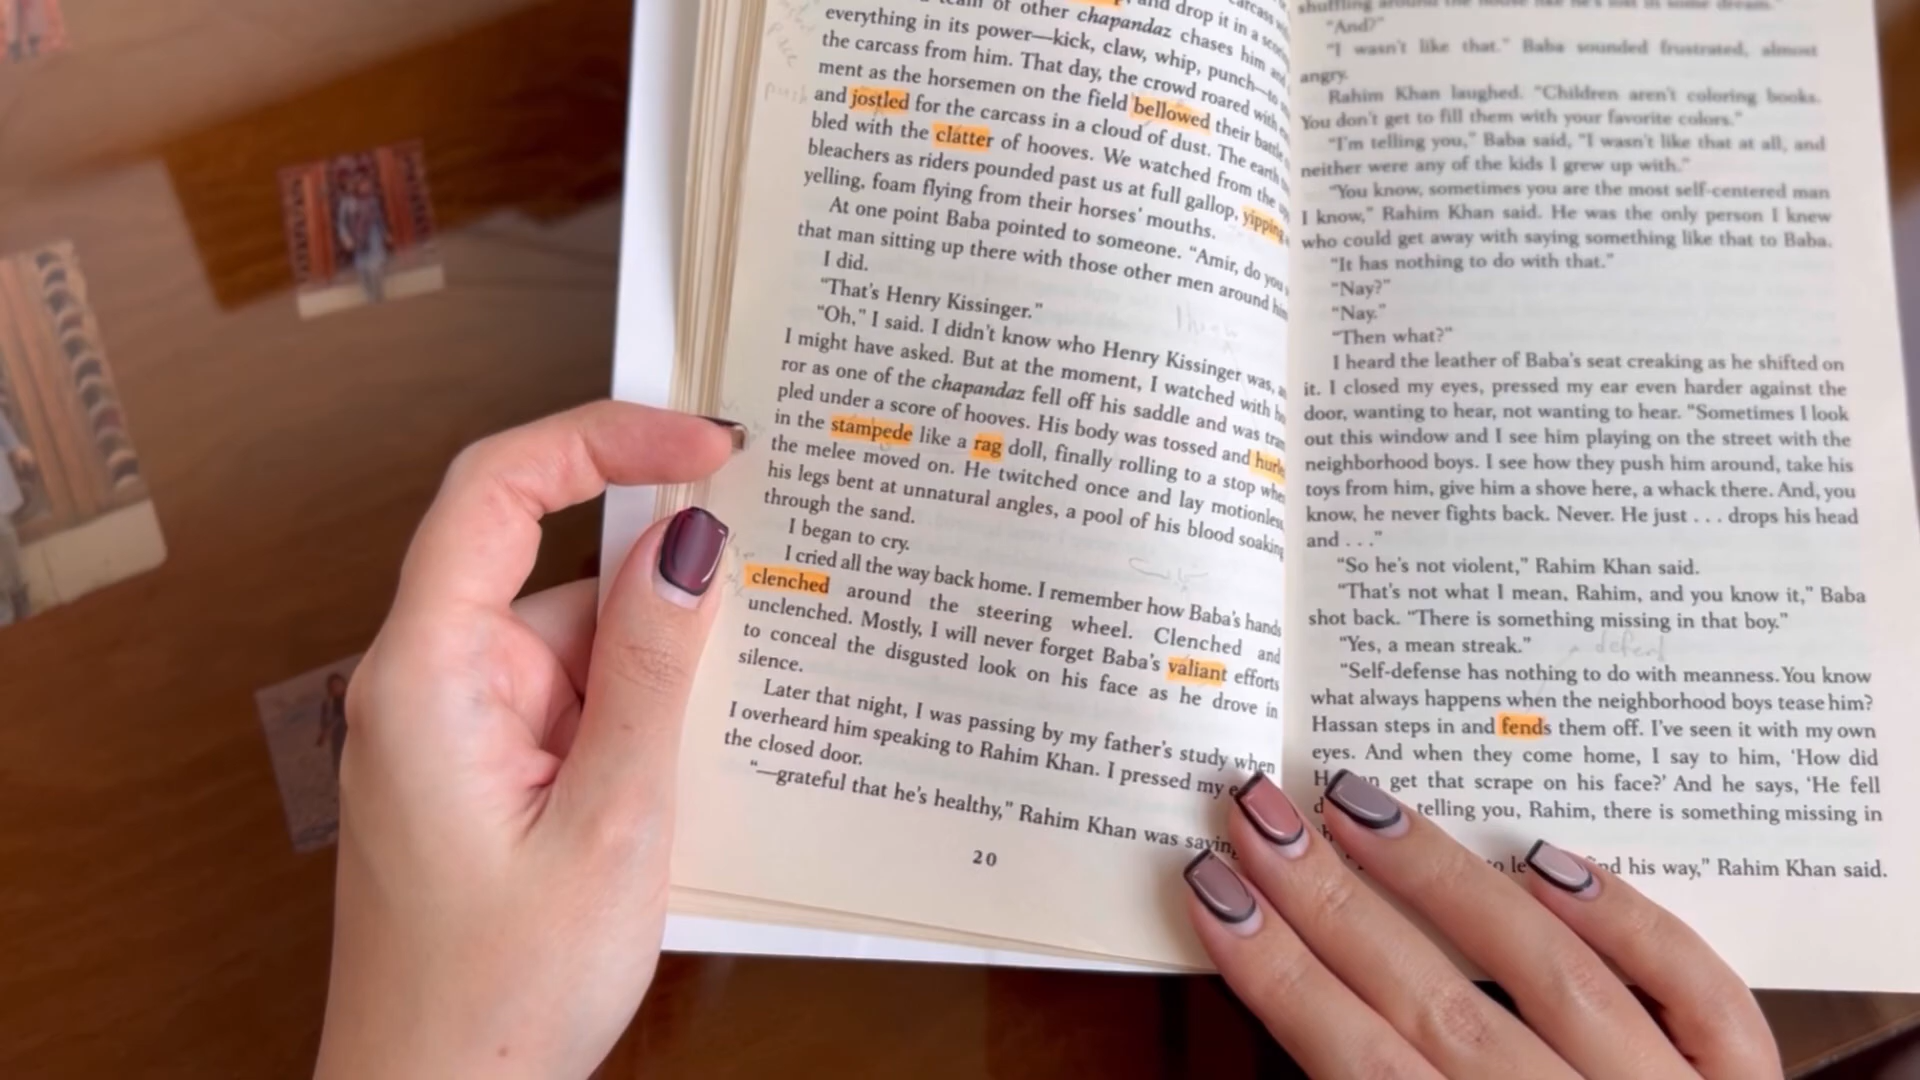 team of other chapandaz chases him and
everything in its power—kick, claw, whip, punch—to
the carcass from him. That day, the crowd roared with
ment as the horsemen on the field bellowed their battle
and jostled for the carcass in a cloud of dust. The earth
bled with the clatter of hooves. We watched from the
bleachers as riders pounded past us at full gallop, yipping
yelling, foam flying from their horses' mouths.
At one point Baba pointed to someone. "Amir, do you
that man sitting up there with those other men around
I did.
"That's Henry Kissinger."
"Oh," I said. I didn't know who Henry Kissinger was,
I might have asked. But at the moment, I watched with
ror as one of the chapandaz fell off his saddle and was
pled under a score of hooves. His body was tossed and
in the stampede like a rag doll, finally rolling to a stop
the melee moved on. He twitched once and lay motionless
his legs bent at unnatural angles, a pool of his blood soaking
through the sand.
I began to cry.
I cried all the way back home. I remember how Baba's hands
clenched around the steering wheel. Clenched and
unclenched. Mostly, I will never forget Baba's valiant efforts
to conceal the disgusted look on his face as he drove in
silence.
Later that night, I was passing by my father's study when
I overheard him speaking to Rahim Khan. I pressed my
the closed door.
"—grateful that he's healthy," Rahim Khan was saying
20
shuffling around the house like he's lost in some dream."
"And?"
"I wasn't like that." Baba sounded frustrated, almost
angry.
Rahim Khan laughed. "Children aren't coloring books.
You don't get to fill them with your favorite colors."
"I'm telling you," Baba said, "I wasn't like that at all, and
neither were any of the kids I grew up with."
"You know, sometimes you are the most self-centered man
I know," Rahim Khan said. He was the only person I knew
who could get away with saying something like that to Baba.
"It has nothing to do with that."
"Nay?"
"Nay."
"Then what?"
I heard the leather of Baba's seat creaking as he shifted on
it. I closed my eyes, pressed my ear even harder against the
door, wanting to hear, not wanting to hear. "Sometimes I look
out this window and I see him playing on the street with the
neighborhood boys. I see how they push him around, take his
toys from him, give him a shove here, a whack there. And, you
know, he never fights back. Never. He just . . . drops his head
and . . ."
"So he's not violent," Rahim Khan said.
"That's not what I mean, Rahim, and you know it," Baba
shot back. "There is something missing in that boy."
"Yes, a mean streak."
"Self-defense has nothing to do with meanness. You know
what always happens when the neighborhood boys tease him?
Hassan steps in and fends them off. I've seen it with my own
eyes. And when they come home, I say to him, 'How did
get that scrape on his face?' And he says, 'He fell
telling you, Rahim, there is something missing in
his way," Rahim Khan said.